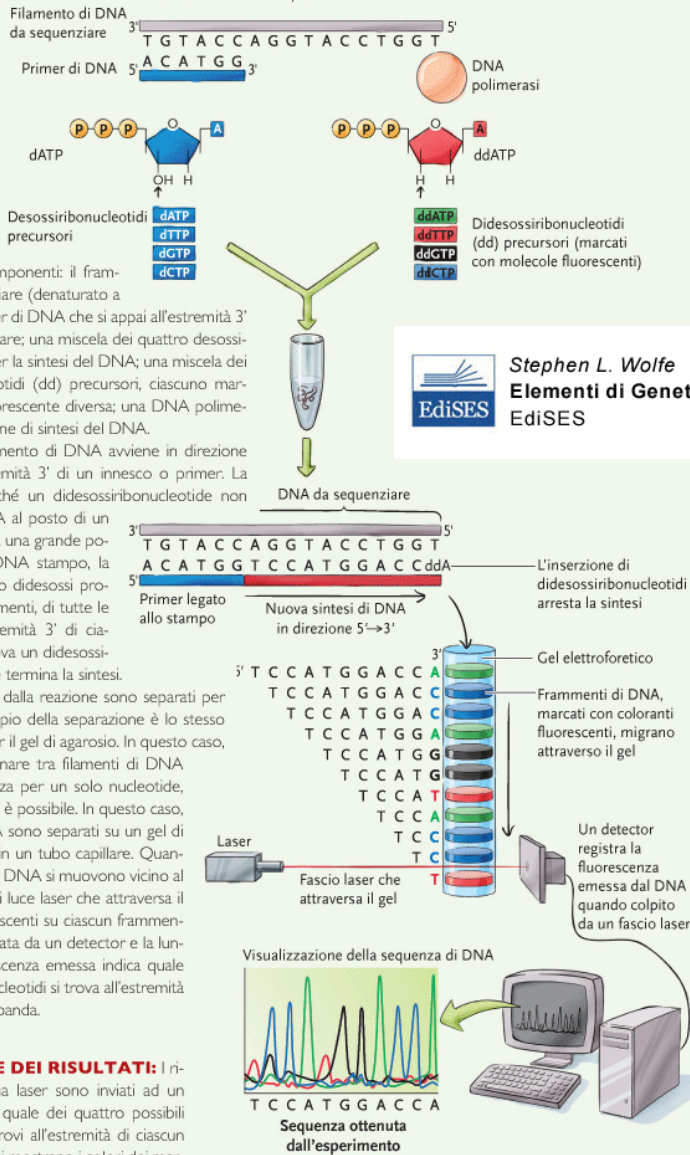 Filamento di DNA
da sequenziare
3'
5'
T G T A C C A G G T A C C T G G T
Primer di DNA
5'
A C A T G G
3'
DNA
polimerasi
P P P
A
dATP
OH H
P P P
A
ddATP
H H
Desossiribonucleotidi
precursori
dATP
dTTP
dGTP
dCTP
ddATP
ddTTP
ddGTP
ddCTP
Didesossiribonucleotidi
(dd) precursori (marcati
con molecole fluorescenti)
mponenti: il fram-
iare (denaturato a
er di DNA che si appai all'estremità 3'
are; una miscela dei quattro desossi-
er la sintesi del DNA; una miscela dei
otidi (dd) precursori, ciascuno mar-
orescente diversa; una DNA polime-
ne di sintesi del DNA.
Stephen L. Wolfe
Elementi di Genet
EdiSES
EdiSES
mento di DNA avviene in direzione
emità 3' di un innesco o primer. La
ché un didesossiribonucleotide non
A al posto di un
una grande po-
DNA stampo, la
o didesossi pro-
menti, di tutte le
emità 3' di cia-
va un didesossi-
e termina la sintesi.
DNA da sequenziare
3'
5'
T G T A C C A G G T A C C T G G T
A C A T G G T C C A T G G A C C ddA
5'
L'inserzione di
didesossiribonucleotidi
arresta la sintesi
Primer legato
allo stampo
Nuova sintesi di DNA
in direzione 5'→3'
dalla reazione sono separati per
pio della separazione è lo stesso
er il gel di agarosio. In questo caso,
nare tra filamenti di DNA
za per un solo nucleotide,
è possibile. In questo caso,
A sono separati su un gel di
in un tubo capillare. Quan-
DNA si muovono vicino al
i luce laser che attraversa il
scenti su ciascun frammen-
ata da un detector e la lun-
scenza emessa indica quale
cleotidi si trova all'estremità
banda.
3'
5' T C C A T G G A C C A
T C C A T G G A C C
T C C A T G G A C
T C C A T G G A
T C C A T G G
T C C A T G
T C C A T
T C C A
T C C
T C
T
Gel elettroforetico
Frammenti di DNA,
marcati con coloranti
fluorescenti, migrano
attraverso il gel
Laser
Fascio laser che
attraversa il gel
Un detector
registra la
fluorescenza
emessa dal DNA
quando colpito
da un fascio laser
Visualizzazione della sequenza di DNA
T C C A T G G A C C A
Sequenza ottenuta
dall'esperimento
E DEI RISULTATI: I ri-
a laser sono inviati ad un
quale dei quattro possibili
rovi all'estremità di ciascun